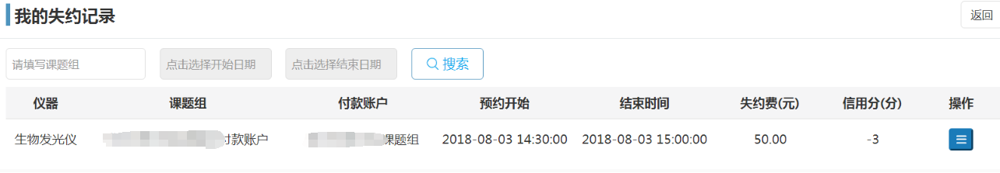 我的失约记录 返回
请填写课题组 点击选择开始日期 点击选择结束日期 搜索
仪器 课题组 付款账户 预约开始 结束时间 失约费(元) 信用分(分) 操作
生物发光仪 付款账户 课题组 2018-08-03 14:30:00 2018-08-03 15:00:00 50.00 -3